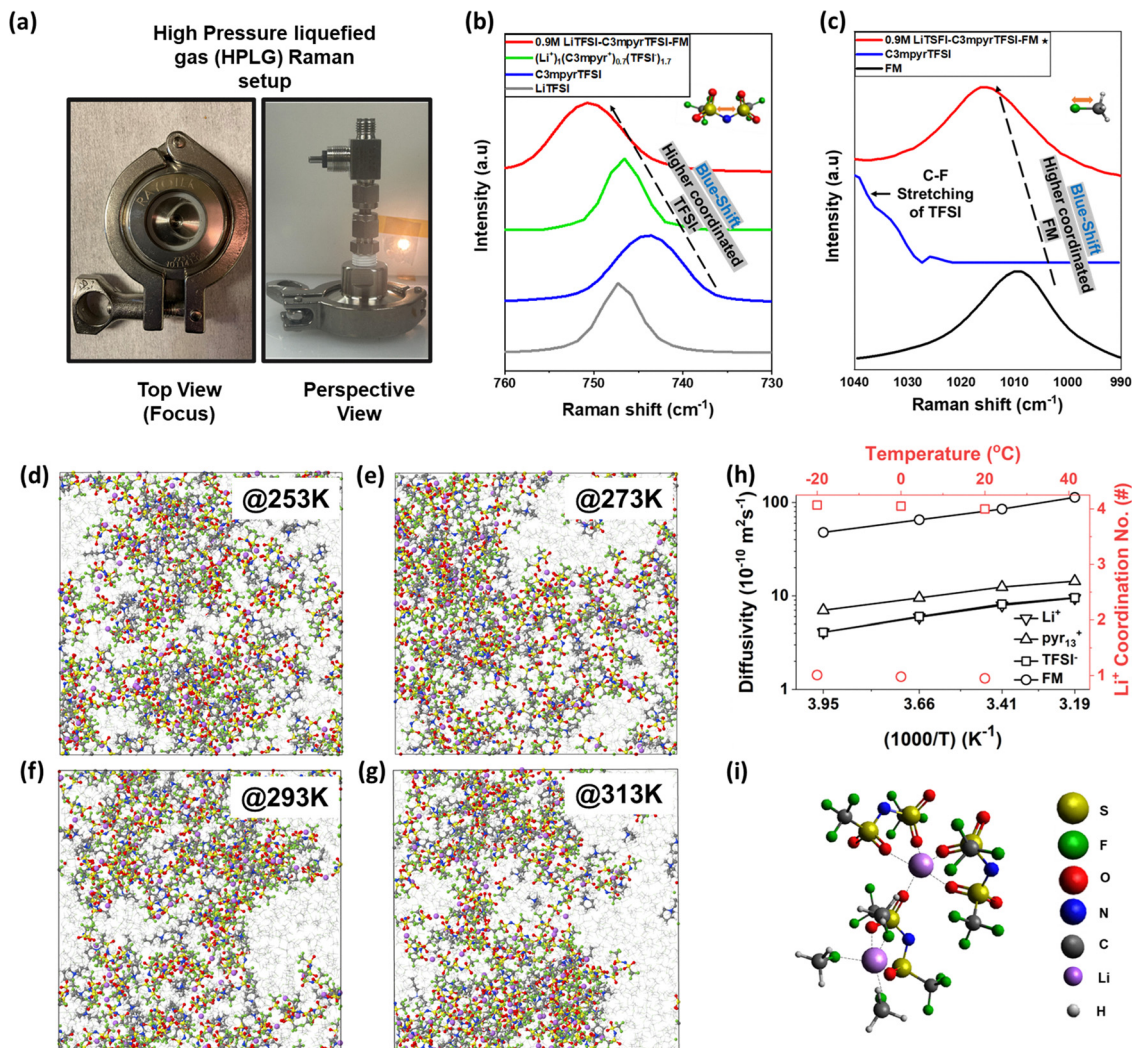 (a)
High Pressure liquefied
gas (HPLG) Raman
setup
Top View
(Focus)
Perspective
View
(b)
0.9M LiTFSI-C3mpyrTFSI-FM
(Li⁺)₁(C3mpyr⁺)₀.₇(TFSI⁻)₁.₇
C3mpyrTFSI
LiTFSI
Blue-Shift
Higher coordinated
TFSI-
Intensity (a.u)
760 750 740 730
Raman shift (cm⁻¹)
(c)
0.9M LiTSFI-C3mpyrTFSI-FM ★
C3mpyrTFSI
FM
C-F
Stretching
of TFSI
Blue-Shift
Higher coordinated
FM
Intensity (a.u)
1040 1030 1020 1010 1000 990
Raman shift (cm⁻¹)
(d)
@253K
(e)
@273K
(f)
@293K
(g)
@313K
(h)
Temperature (°C)
-20 0 20 40
Diffusivity (10⁻¹⁰ m²s⁻¹)
100
10
1
Li⁺
pyr₁₃⁺
TFSI⁻
FM
4
3
2
1
Li⁺ Coordination No. (#)
3.95 3.66 3.41 3.19
(1000/T) (K⁻¹)
(i)
S
F
O
N
C
Li
H